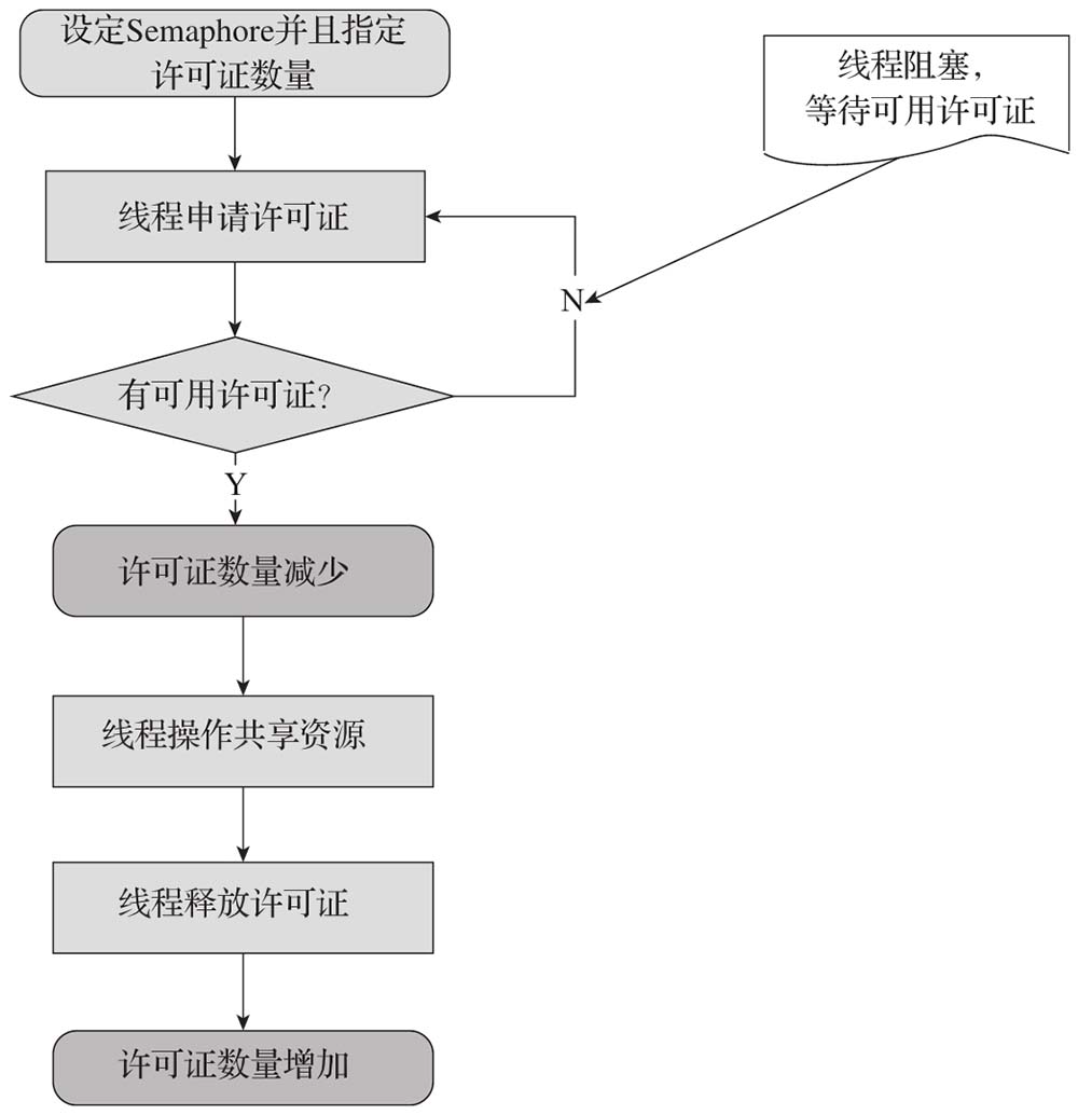 设定Semaphore并且指定
许可证数量
线程阻塞，
等待可用许可证
线程申请许可证
N
有可用许可证？
Y
许可证数量减少
线程操作共享资源
线程释放许可证
许可证数量增加